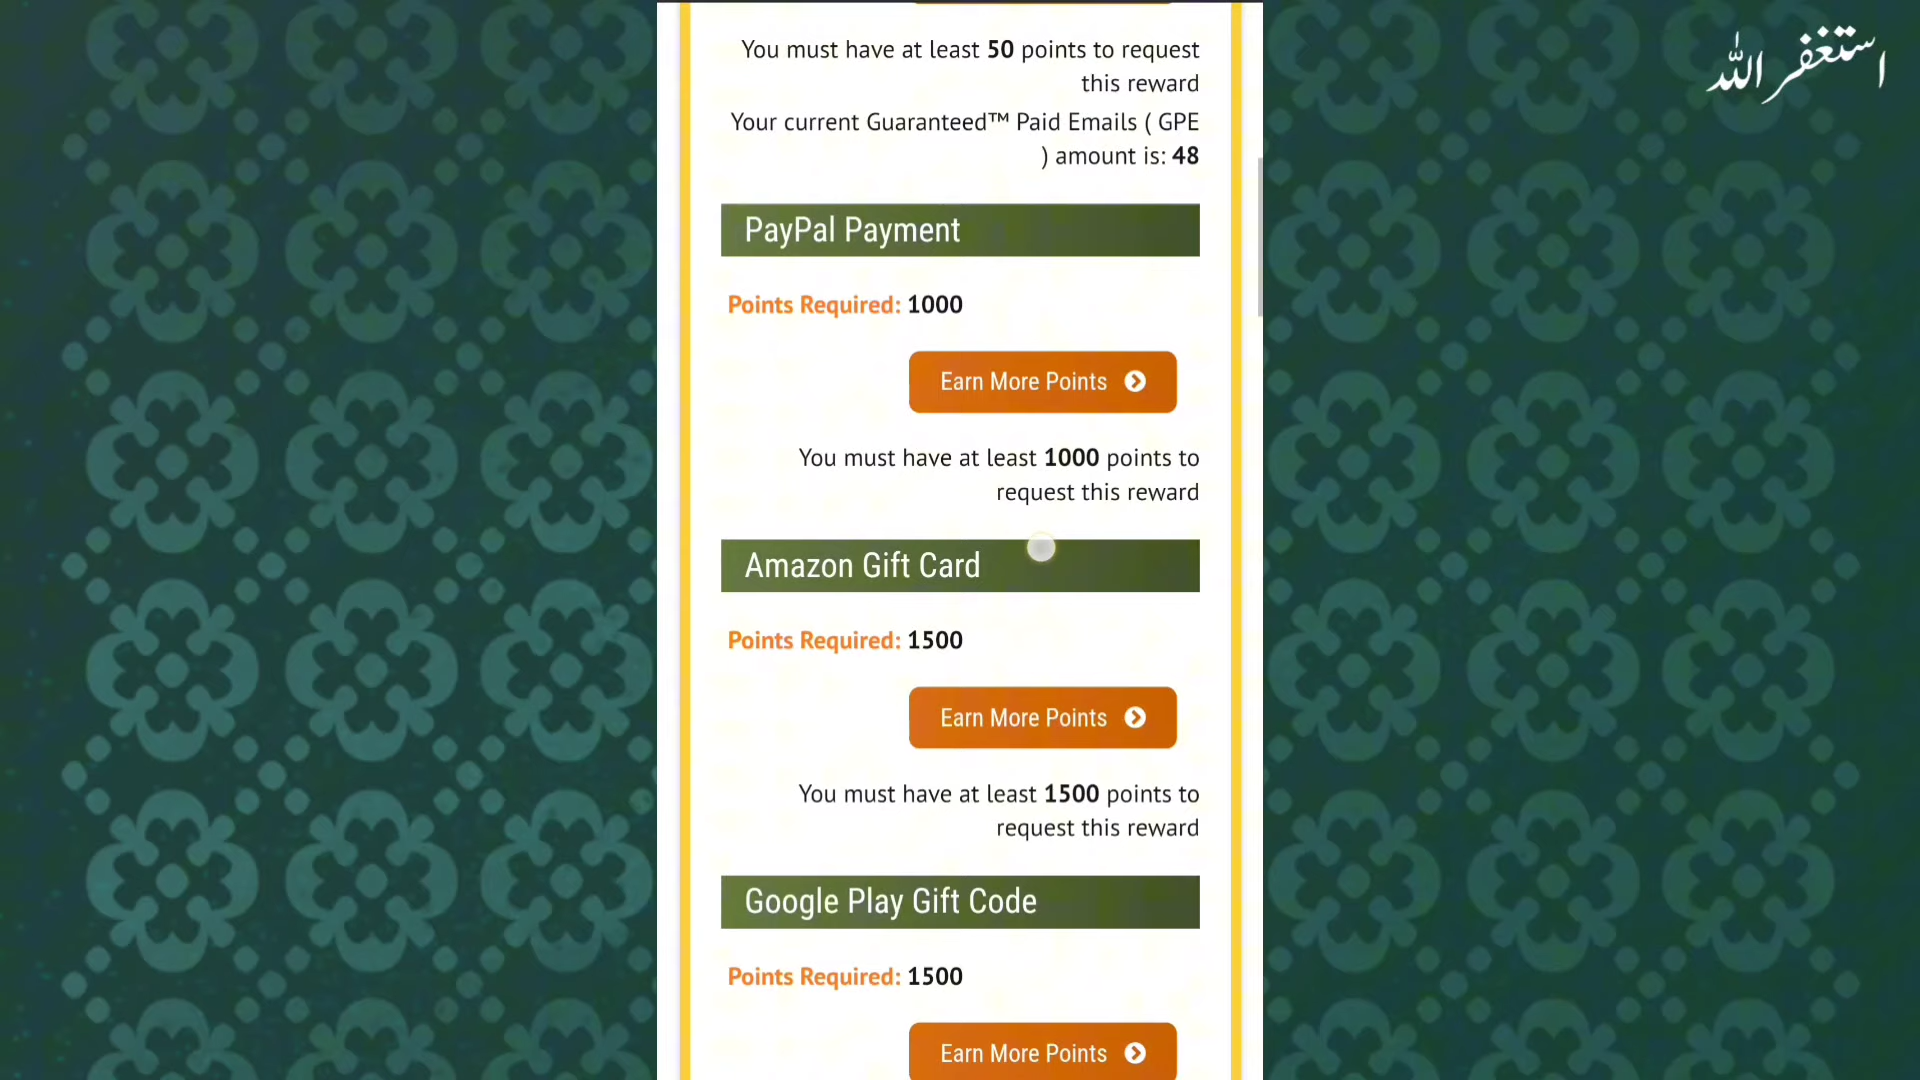 استغفر الله
You must have at least 50 points to request
this reward
Your current Guaranteed™ Paid Emails ( GPE
) amount is: 48
PayPal Payment
Points Required: 1000
Earn More Points
You must have at least 1000 points to
request this reward
Amazon Gift Card
Points Required: 1500
Earn More Points
You must have at least 1500 points to
request this reward
Google Play Gift Code
Points Required: 1500
Earn More Points